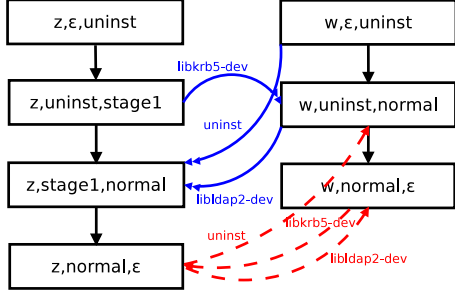 z,ε,uninst
w,ε,uninst
libkrb5-dev
z,uninst,stage1
w,uninst,normal
uninst
z,stage1,normal
w,normal,ε
libldap2-dev
libkrb5-dev
uninst
libldap2-dev
z,normal,ε